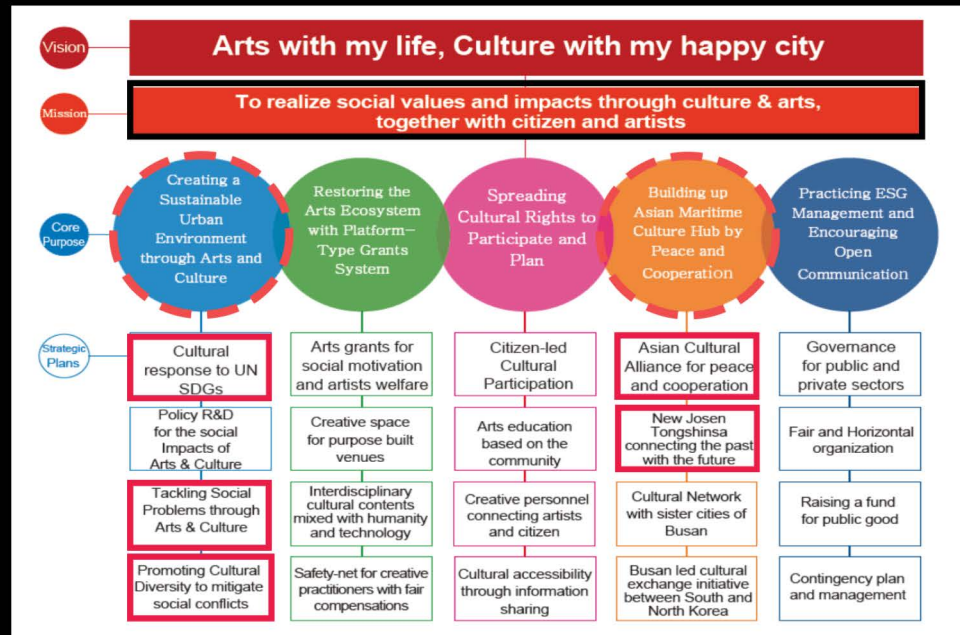 Vision
Arts with my life, Culture with my happy city
Mission
To realize social values and impacts through culture & arts,
together with citizen and artists
Core
Purpose
Creating a
Sustainable
Urban
Environment
through Arts and
Culture
Restoring the
Arts Ecosystem
with Platform-
Type Grants
System
Spreading
Cultural Rights to
Participate and
Plan
Building up
Asian Maritime
Culture Hub by
Peace and
Cooperation
Practicing ESG
Management and
Encouraging
Open
Communication
Strategic
Plans
Cultural
response to UN
SDGs
Arts grants for
social motivation
and artists welfare
Citizen-led
Cultural
Participation
Asian Cultural
Alliance for peace
and cooperation
Governance
for public and
private sectors
Policy R&D
for the social
Impacts of
Arts & Culture
Creative space
for purpose built
venues
Arts education
based on the
community
New Josen
Tongshinsa
connecting the past
with the future
Fair and Horizontal
organization
Tackling Social
Problems through
Arts & Culture
Interdisciplinary
cultural contents
mixed with humanity
and technology
Creative personnel
connecting artists
and citizen
Cultural Network
with sister cities of
Busan
Raising a fund
for public good
Promoting Cultural
Diversity to mitigate
social conflicts
Safety-net for creative
practitioners with fair
compensations
Cultural accessibility
through information
sharing
Busan led cultural
exchange initiative
between South and
North Korea
Contingency plan
and management